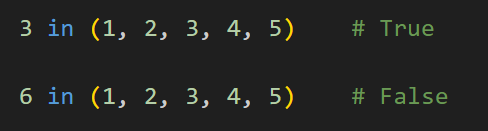 3 in (1, 2, 3, 4, 5)    # True
6 in (1, 2, 3, 4, 5)    # False